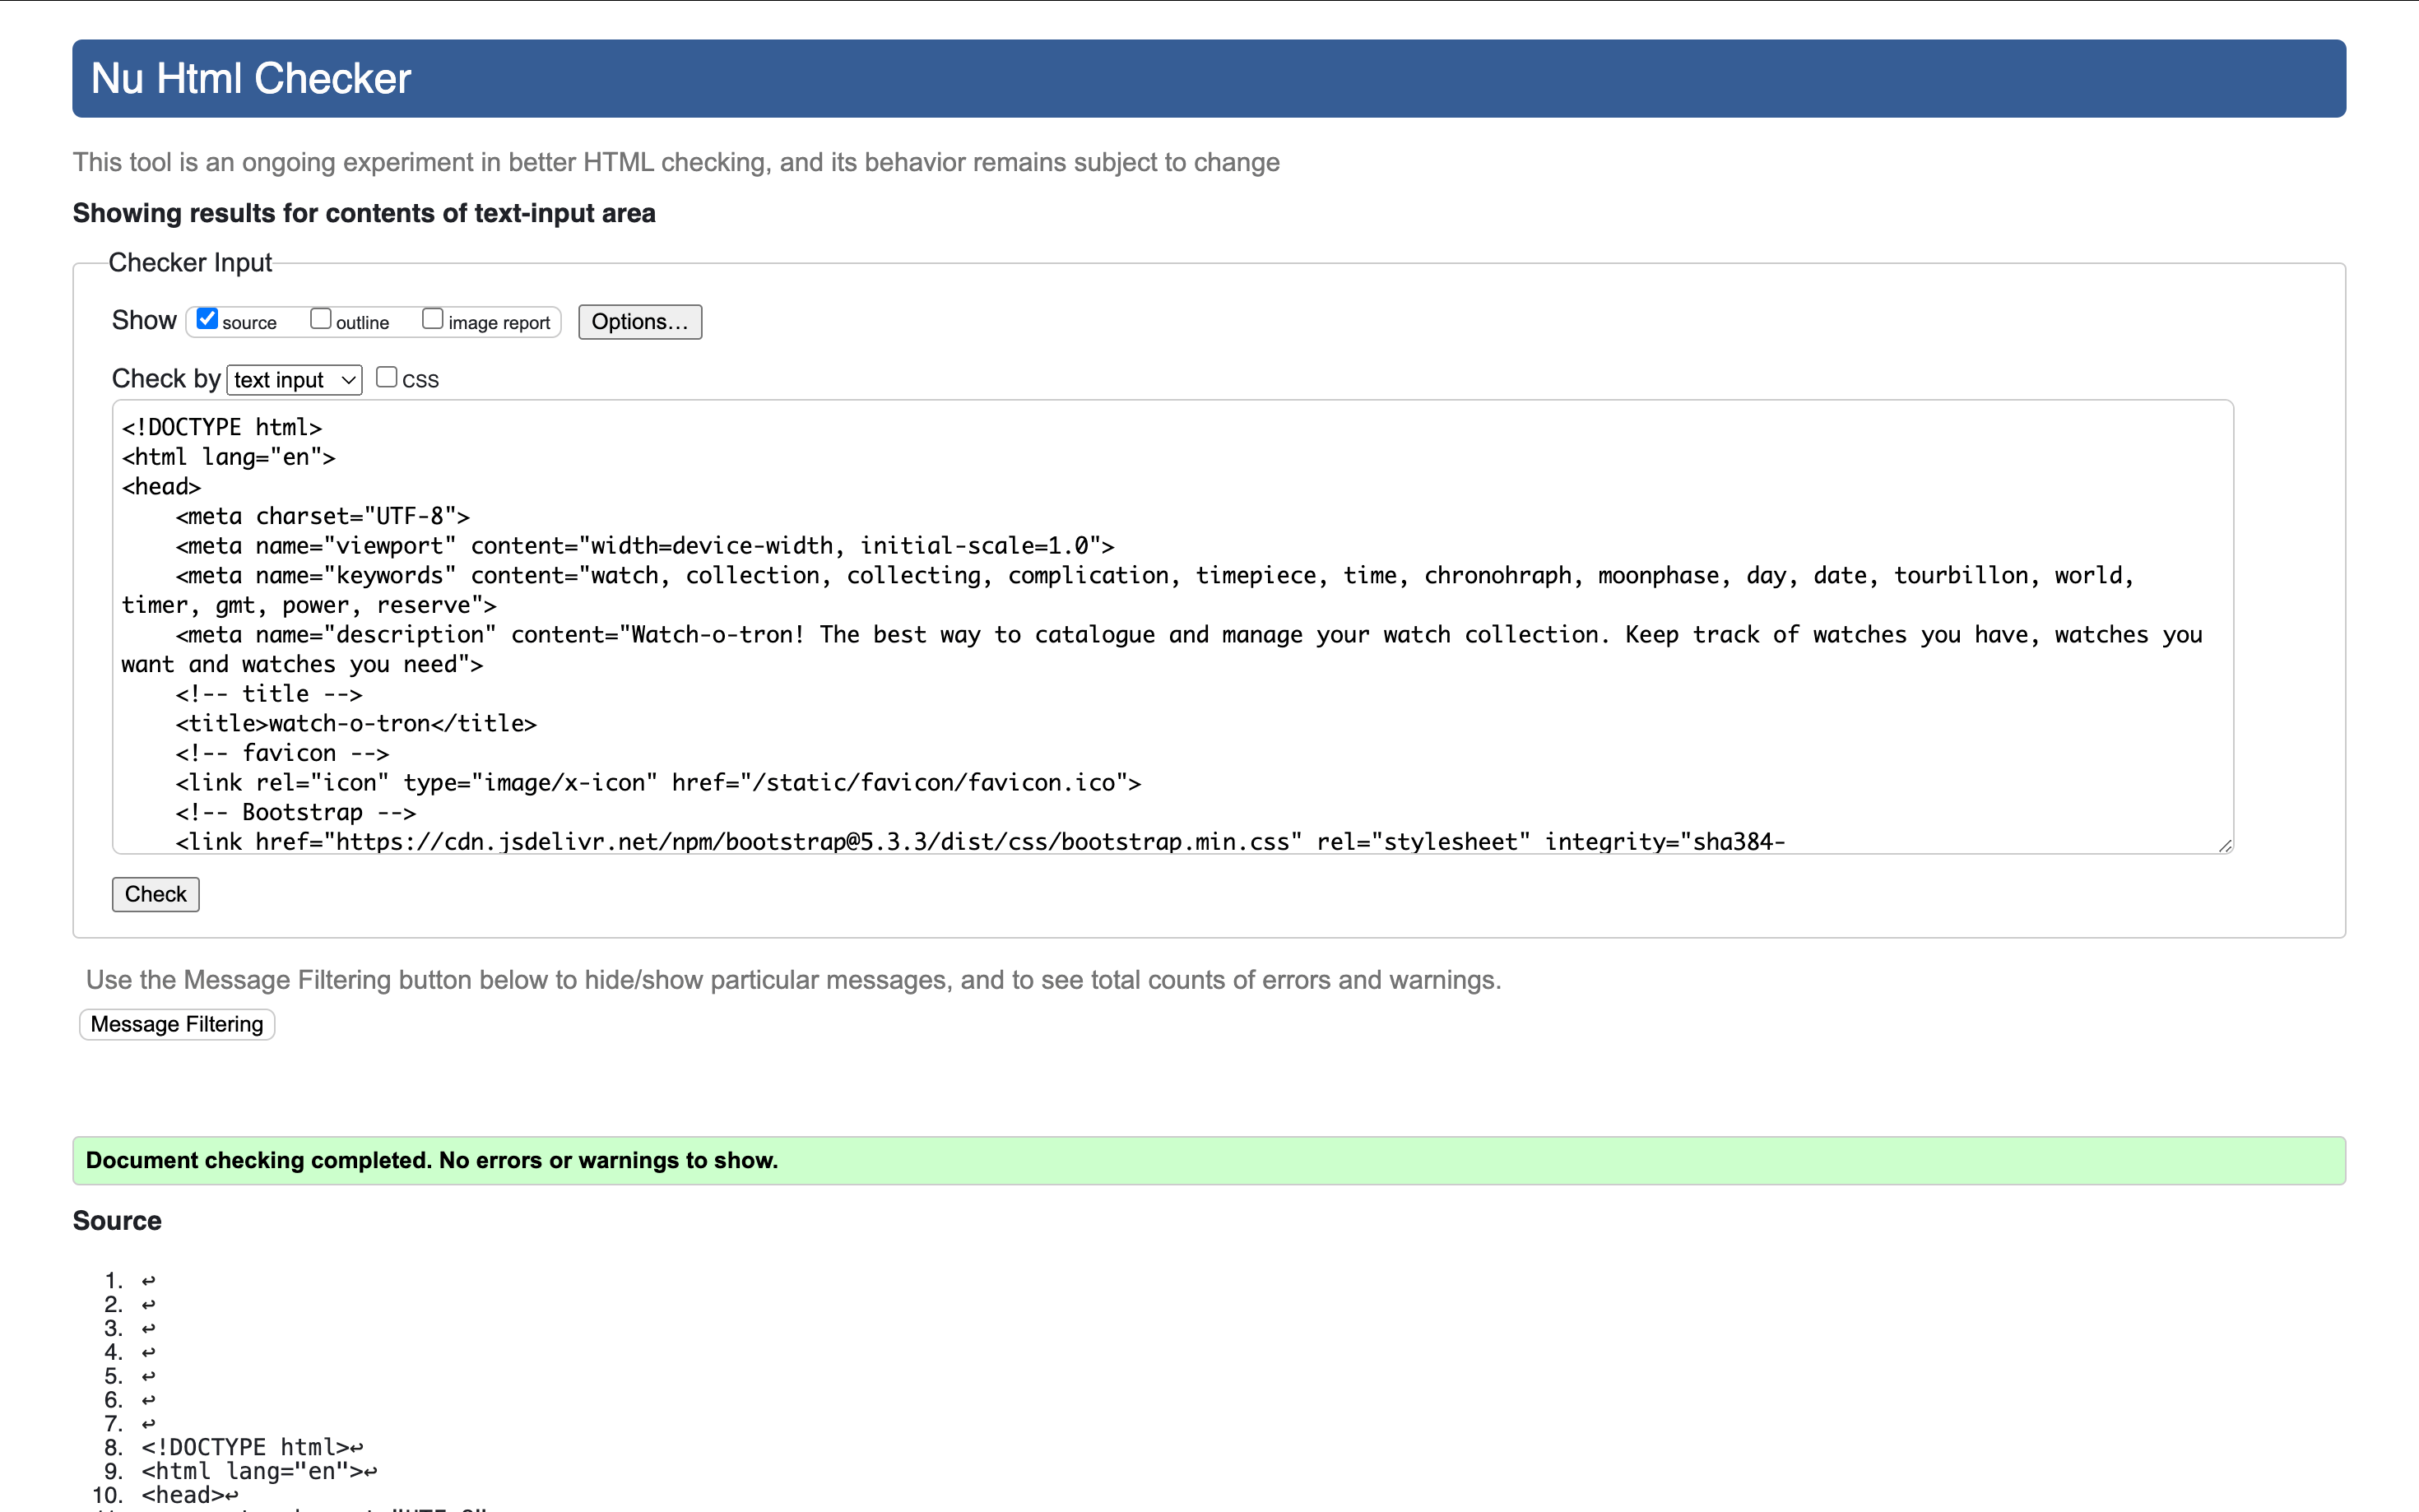 Nu Html Checker
This tool is an ongoing experiment in better HTML checking, and its behavior remains subject to change
Showing results for contents of text-input area
Checker Input
Show source outline image report Options...
Check by text input CSS
<!DOCTYPE html>
<html lang="en">
<head>
    <meta charset="UTF-8">
    <meta name="viewport" content="width=device-width, initial-scale=1.0">
    <meta name="keywords" content="watch, collection, collecting, complication, timepiece, time, chronohraph, moonphase, day, date, tourbillon, world,
timer, gmt, power, reserve">
    <meta name="description" content="Watch-o-tron! The best way to catalogue and manage your watch collection. Keep track of watches you have, watches you
want and watches you need">
    <!-- title -->
    <title>watch-o-tron</title>
    <!-- favicon -->
    <link rel="icon" type="image/x-icon" href="/static/favicon/favicon.ico">
    <!-- Bootstrap -->
    <link href="https://cdn.jsdelivr.net/npm/bootstrap@5.3.3/dist/css/bootstrap.min.css" rel="stylesheet" integrity="sha384-
Check
Use the Message Filtering button below to hide/show particular messages, and to see total counts of errors and warnings.
Message Filtering
Document checking completed. No errors or warnings to show.
Source
1. ↩
2. ↩
3. ↩
4. ↩
5. ↩
6. ↩
7. ↩
8. <!DOCTYPE html>↩
9. <html lang="en">↩
10. <head>↩